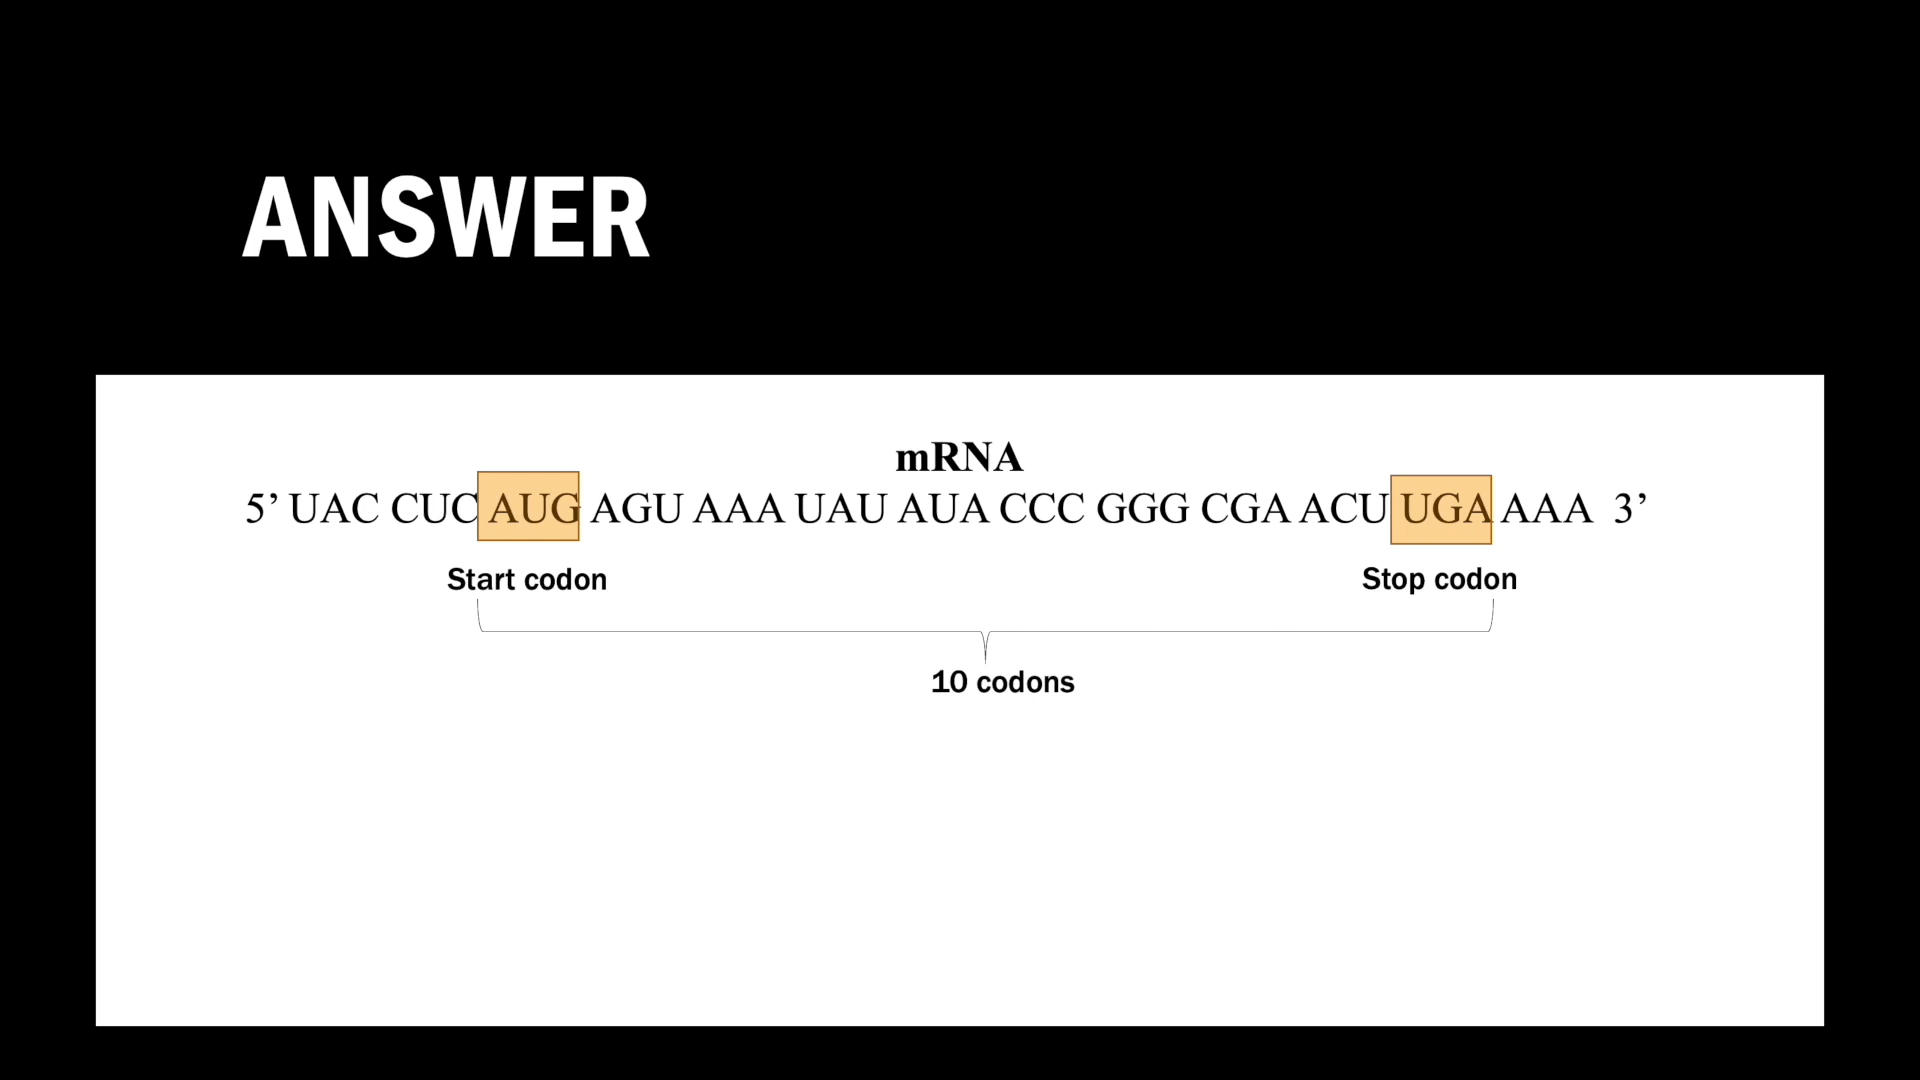 ANSWER
mRNA
5’ UAC CUC AUG AGU AAA UAU AUA CCC GGG CGA ACU UGA AAA 3’
Start codon
Stop codon
10 codons